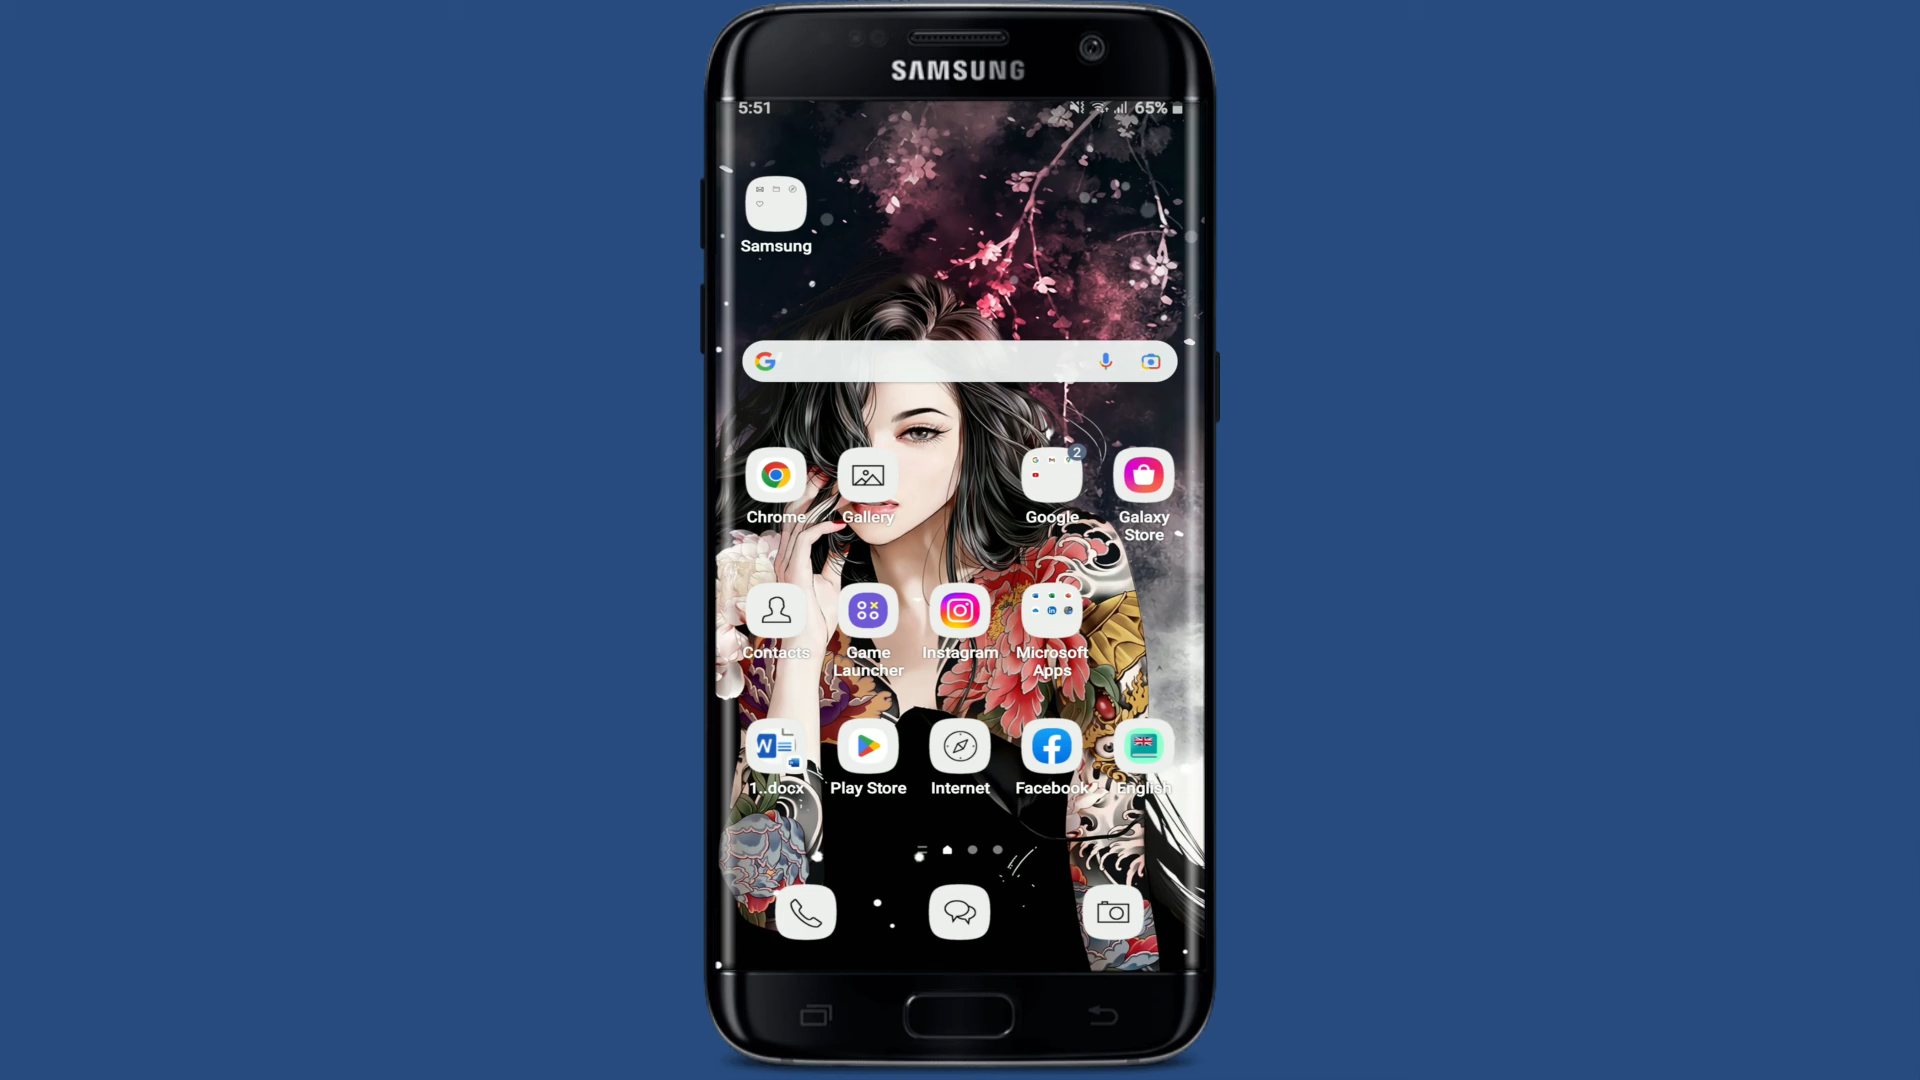 SAMSUNG
5:51 65%
Samsung
Chrome Gallery Google 2 Galaxy
Store
Contacts Game Instagram Microsoft
Launcher Apps
1..docx Play Store Internet Facebook English